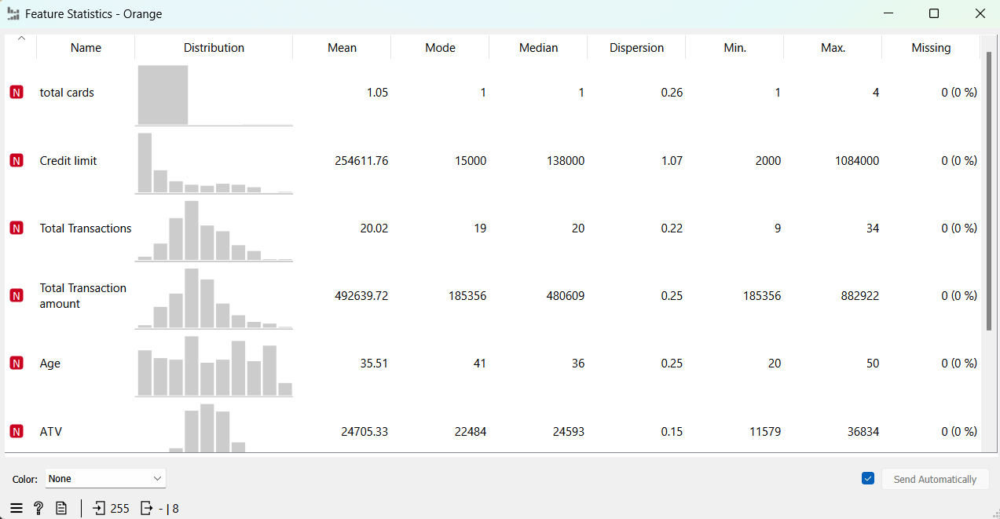 Feature Statistics - Orange
Name Distribution Mean Mode Median Dispersion Min. Max. Missing
N total cards 1.05 1 1 0.26 1 4 0 (0 %)
N Credit limit 254611.76 15000 138000 1.07 2000 1084000 0 (0 %)
N Total Transactions 20.02 19 20 0.22 9 34 0 (0 %)
N Total Transaction
amount 492639.72 185356 480609 0.25 185356 882922 0 (0 %)
N Age 35.51 41 36 0.25 20 50 0 (0 %)
N ATV 24705.33 22484 24593 0.15 11579 36834 0 (0 %)
Color: None Send Automatically
? 255 - | 8